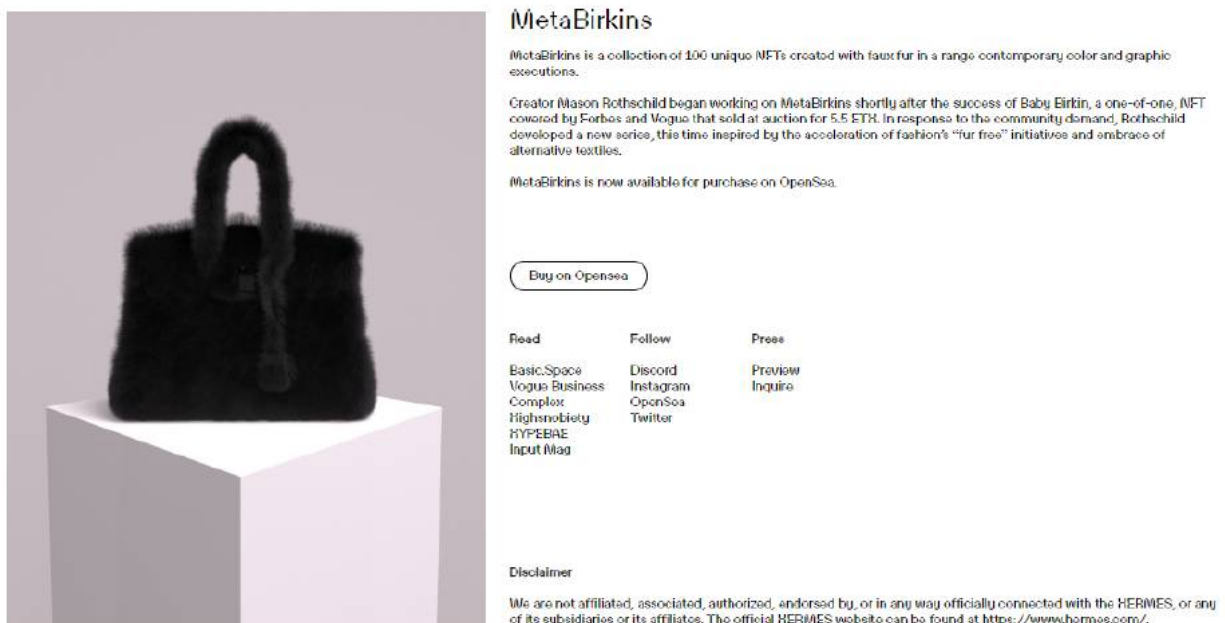 MetaBirkins
MetaBirkins is a collection of 100 unique NFTs created with faux fur in a range contemporary color and graphic
executions.
Creator Mason Rothschild began working on MetaBirkins shortly after the success of Baby Birkin, a one-of-one, NFT
covered by Forbes and Vogue that sold at auction for 5.5 ETH. In response to the community demand, Rothschild
developed a new series, this time inspired by the acceleration of fashion's “fur free” initiatives and embrace of
alternative textiles.
MetaBirkins is now available for purchase on OpenSea.
Buy on Opensea
Read
Basic.Space
Vogue Business
Complex
Highsnobiety
HYPEBAE
Input Mag
Follow
Discord
Instagram
OpenSea
Twitter
Press
Preview
Inquire
Disclaimer
We are not affiliated, associated, authorized, endorsed by, or in any way officially connected with the HERMES, or any
of its subsidiaries or its affiliates. The official HERMES website can be found at https://www.hermes.com/.